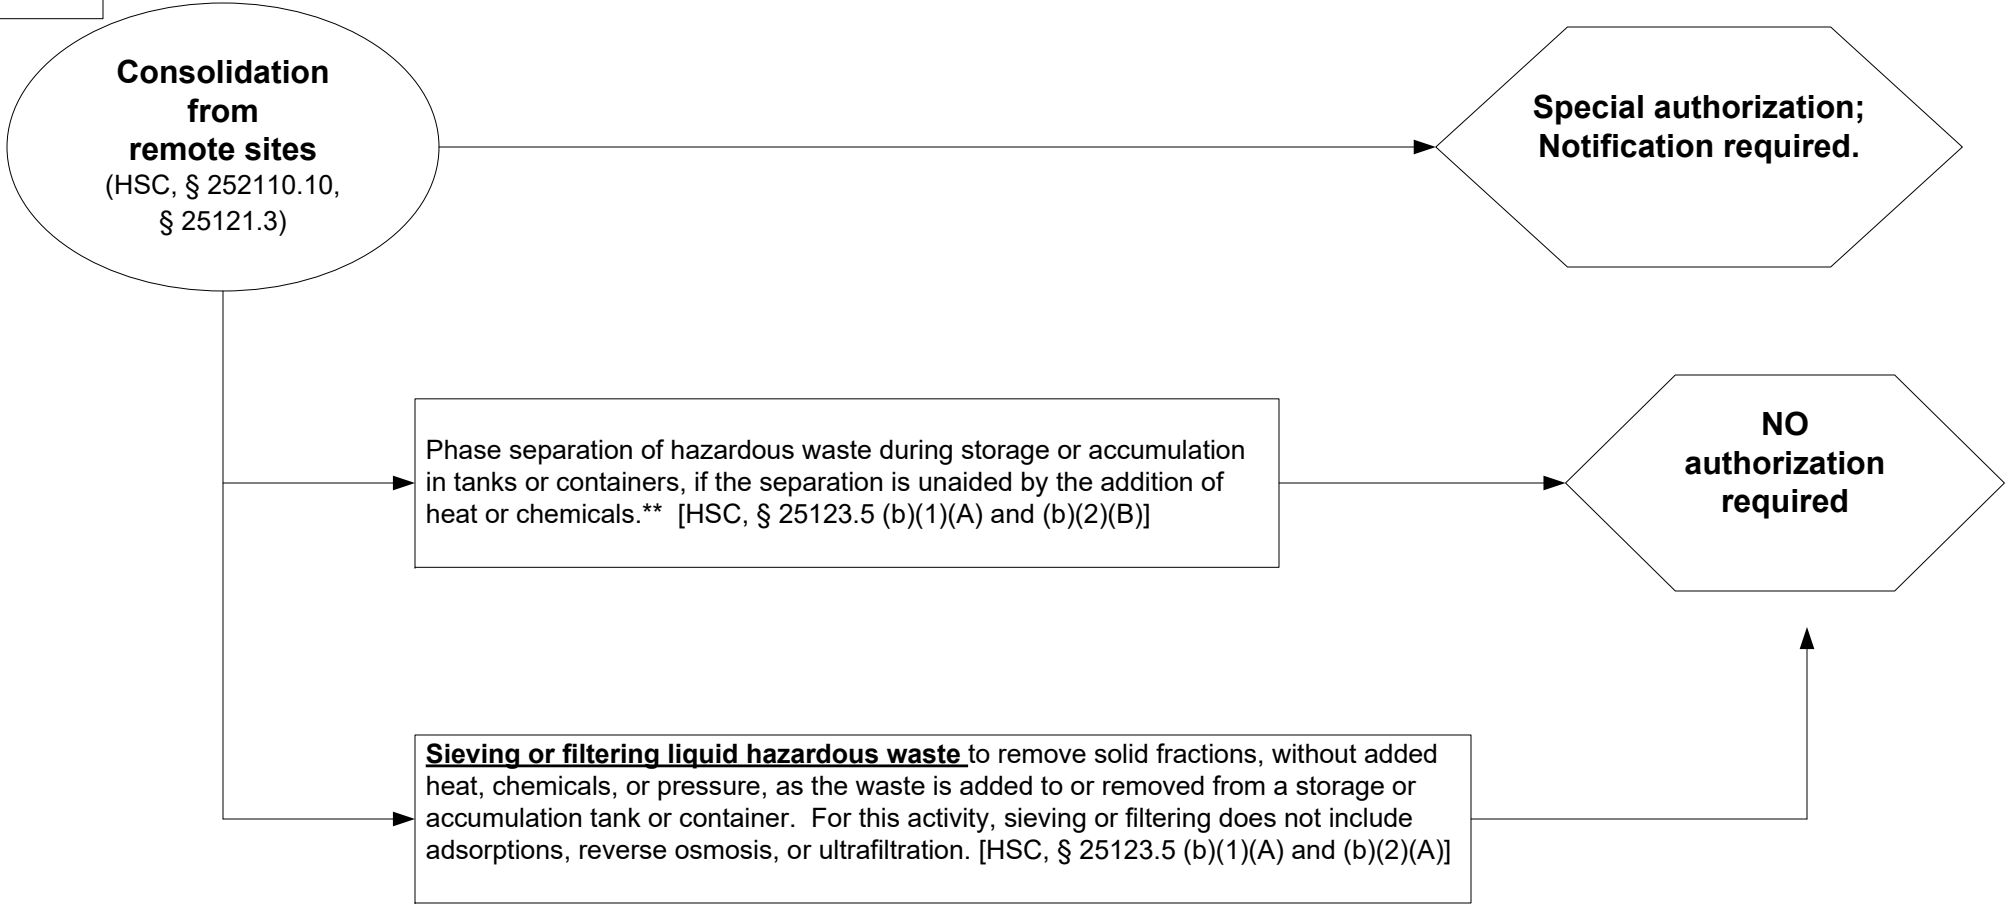 Consolidation
from
remote sites
(HSC, § 252110.10,
§ 25121.3)
Special authorization;
Notification required.
Phase separation of hazardous waste during storage or accumulation
in tanks or containers, if the separation is unaided by the addition of
heat or chemicals.** [HSC, § 25123.5 (b)(1)(A) and (b)(2)(B)]
NO
authorization
required
Sieving or filtering liquid hazardous waste to remove solid fractions, without added
heat, chemicals, or pressure, as the waste is added to or removed from a storage or
accumulation tank or container. For this activity, sieving or filtering does not include
adsorptions, reverse osmosis, or ultrafiltration. [HSC, § 25123.5 (b)(1)(A) and (b)(2)(A)]